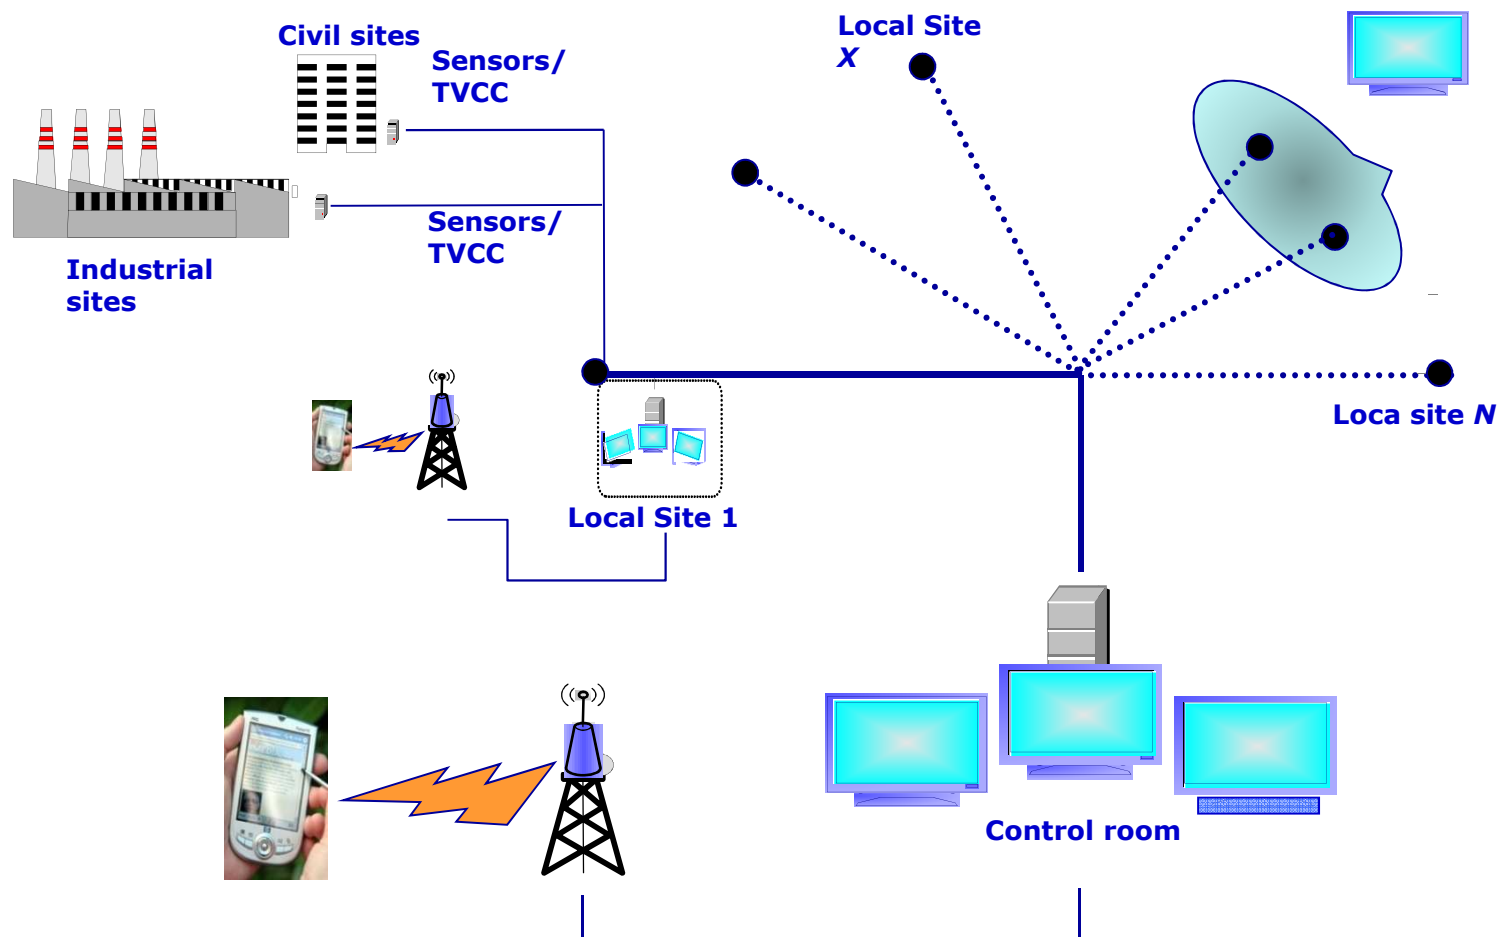 Civil sites
Sensors/
TVCC
Local Site
X
Sensors/
TVCC
Industrial
sites
Loca site N
Local Site 1
Control room